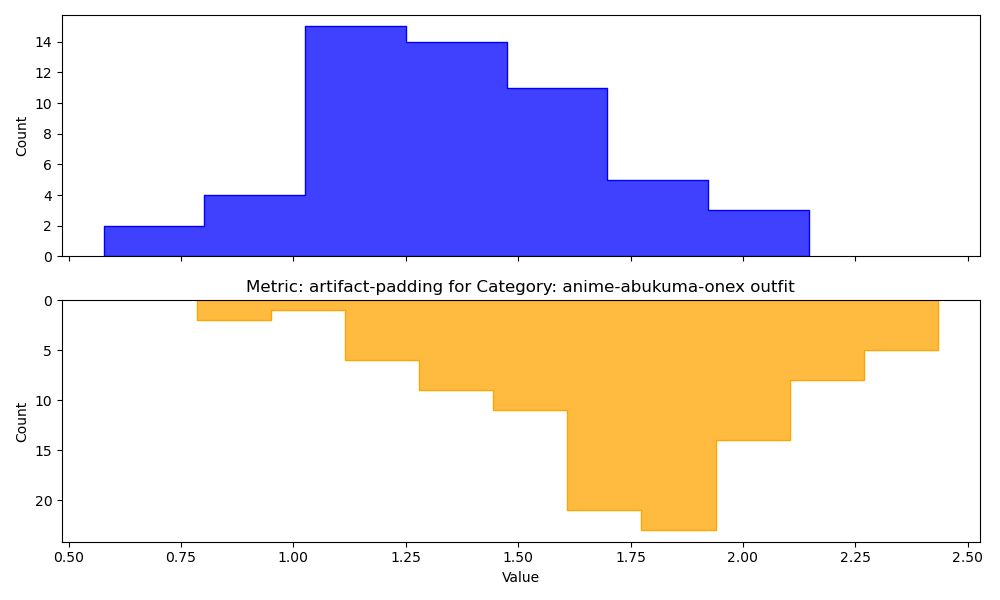 14
12
10
8
6
4
2
0
Count
Metric: artifact-padding for Category: anime-abukuma-onex outfit
0
5
10
15
20
Count
0.50 0.75 1.00 1.25 1.50 1.75 2.00 2.25 2.50
Value